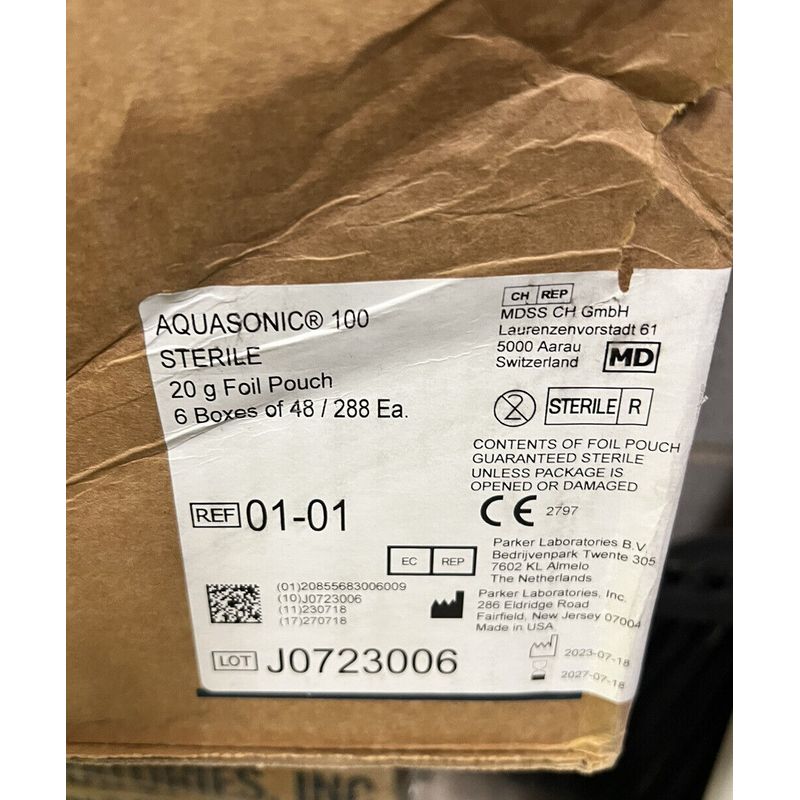 AQUASONIC® 100
STERILE
20 g Foil Pouch
6 Boxes of 48 / 288 Ea.
REF 01-01
(01)20855683006009
(10)J0723006
(11)230718
(17)270718
LOT J0723006
CH REP
MDSS CH GmbH
Laurenzenvorstadt 61
5000 Aarau
Switzerland
MD
2
STERILE R
CONTENTS OF FOIL POUCH
GUARANTEED STERILE
UNLESS PACKAGE IS
OPENED OR DAMAGED
CE 2797
EC REP
Parker Laboratories B.V.
Bedrijvenpark Twente 305
7602 KL Almelo
The Netherlands
Parker Laboratories, Inc.
286 Eldridge Road
Fairfield, New Jersey 07004
Made in USA
2023-07-18
2027-07-18
INC